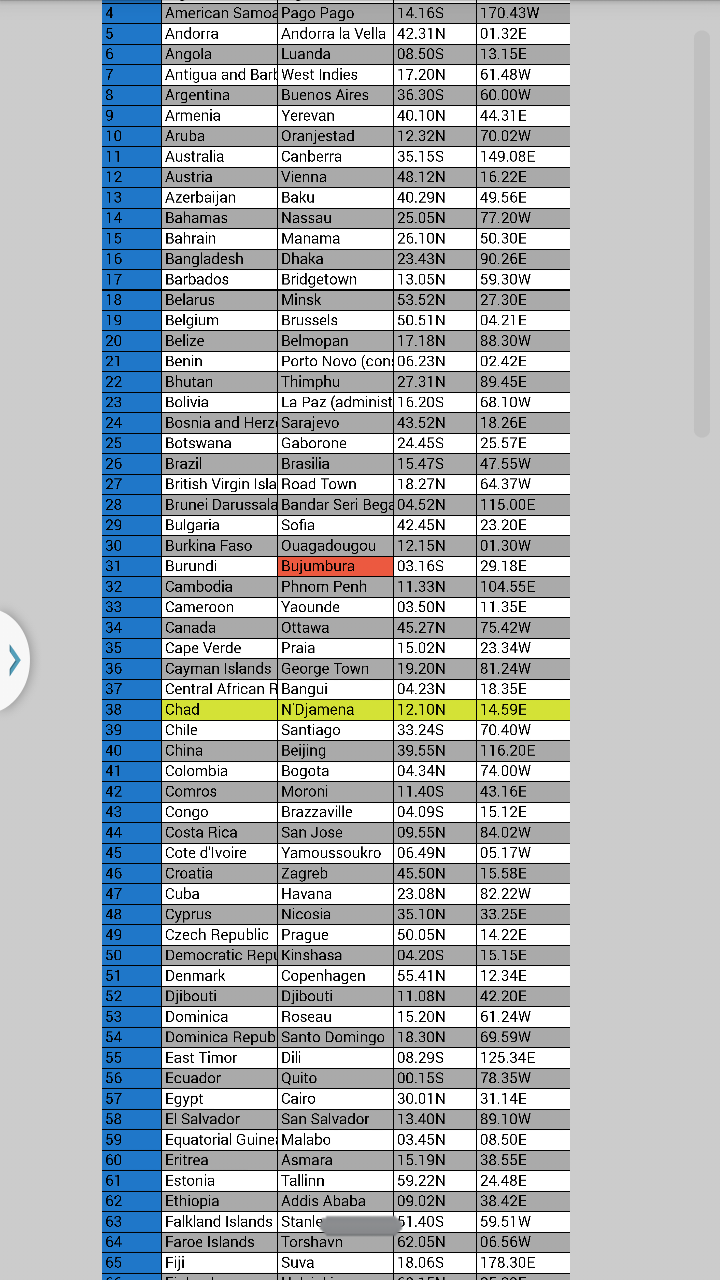 4 American Samoa Pago Pago 14.16S 170.43W
5 Andorra Andorra la Vella 42.31N 01.32E
6 Angola Luanda 08.50S 13.15E
7 Antigua and Bar West Indies 17.20N 61.48W
8 Argentina Buenos Aires 36.30S 60.00W
9 Armenia Yerevan 40.10N 44.31E
10 Aruba Oranjestad 12.32N 70.02W
11 Australia Canberra 35.15S 149.08E
12 Austria Vienna 48.12N 16.22E
13 Azerbaijan Baku 40.29N 49.56E
14 Bahamas Nassau 25.05N 77.20W
15 Bahrain Manama 26.10N 50.30E
16 Bangladesh Dhaka 23.43N 90.26E
17 Barbados Bridgetown 13.05N 59.30W
18 Belarus Minsk 53.52N 27.30E
19 Belgium Brussels 50.51N 04.21E
20 Belize Belmopan 17.18N 88.30W
21 Benin Porto Novo (con 06.23N 02.42E
22 Bhutan Thimphu 27.31N 89.45E
23 Bolivia La Paz (administ 16.20S 68.10W
24 Bosnia and Herz Sarajevo 43.52N 18.26E
25 Botswana Gaborone 24.45S 25.57E
26 Brazil Brasilia 15.47S 47.55W
27 British Virgin Isla Road Town 18.27N 64.37W
28 Brunei Darussala Bandar Seri Bega 04.52N 115.00E
29 Bulgaria Sofia 42.45N 23.20E
30 Burkina Faso Ouagadougou 12.15N 01.30W
31 Burundi Bujumbura 03.16S 29.18E
32 Cambodia Phnom Penh 11.33N 104.55E
33 Cameroon Yaounde 03.50N 11.35E
34 Canada Ottawa 45.27N 75.42W
35 Cape Verde Praia 15.02N 23.34W
36 Cayman Islands George Town 19.20N 81.24W
37 Central African R Bangui 04.23N 18.35E
38 Chad N'Djamena 12.10N 14.59E
39 Chile Santiago 33.24S 70.40W
40 China Beijing 39.55N 116.20E
41 Colombia Bogota 04.34N 74.00W
42 Comros Moroni 11.40S 43.16E
43 Congo Brazzaville 04.09S 15.12E
44 Costa Rica San Jose 09.55N 84.02W
45 Cote d'Ivoire Yamoussoukro 06.49N 05.17W
46 Croatia Zagreb 45.50N 15.58E
47 Cuba Havana 23.08N 82.22W
48 Cyprus Nicosia 35.10N 33.25E
49 Czech Republic Prague 50.05N 14.22E
50 Democratic Repu Kinshasa 04.20S 15.15E
51 Denmark Copenhagen 55.41N 12.34E
52 Djibouti Djibouti 11.08N 42.20E
53 Dominica Roseau 15.20N 61.24W
54 Dominica Repub Santo Domingo 18.30N 69.59W
55 East Timor Dili 08.29S 125.34E
56 Ecuador Quito 00.15S 78.35W
57 Egypt Cairo 30.01N 31.14E
58 El Salvador San Salvador 13.40N 89.10W
59 Equatorial Guine Malabo 03.45N 08.50E
60 Eritrea Asmara 15.19N 38.55E
61 Estonia Tallinn 59.22N 24.48E
62 Ethiopia Addis Ababa 09.02N 38.42E
63 Falkland Islands Stanle 51.40S 59.51W
64 Faroe Islands Torshavn 62.05N 06.56W
65 Fiji Suva 18.06S 178.30E